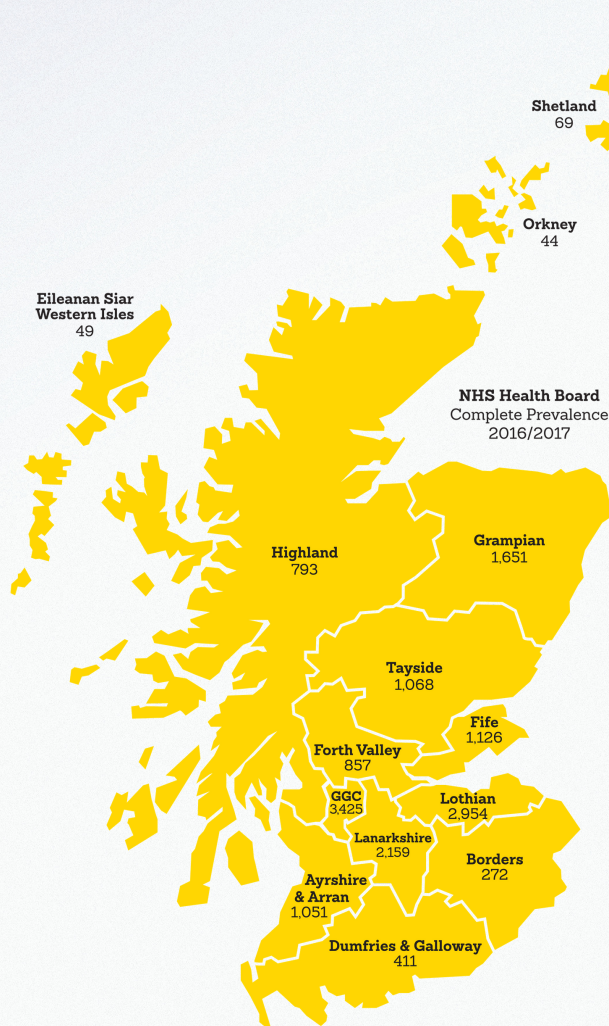 Shetland
69
Orkney
44
Eileanan Siar
Western Isles
49
NHS Health Board
Complete Prevalence
2016/2017
Highland
793
Grampian
1,651
Tayside
1,068
Fife
1,126
Forth Valley
857
GGC
3,425
Lothian
2,954
Lanarkshire
2,159
Borders
272
Ayrshire
& Arran
1,051
Dumfries & Galloway
411